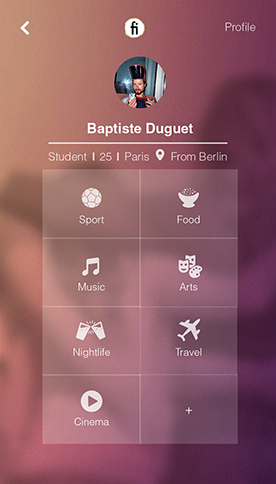 fi Profile
Baptiste Duguet
Student I 25 I Paris From Berlin
Sport Food
Music Arts
Nightlife Travel
Cinema +